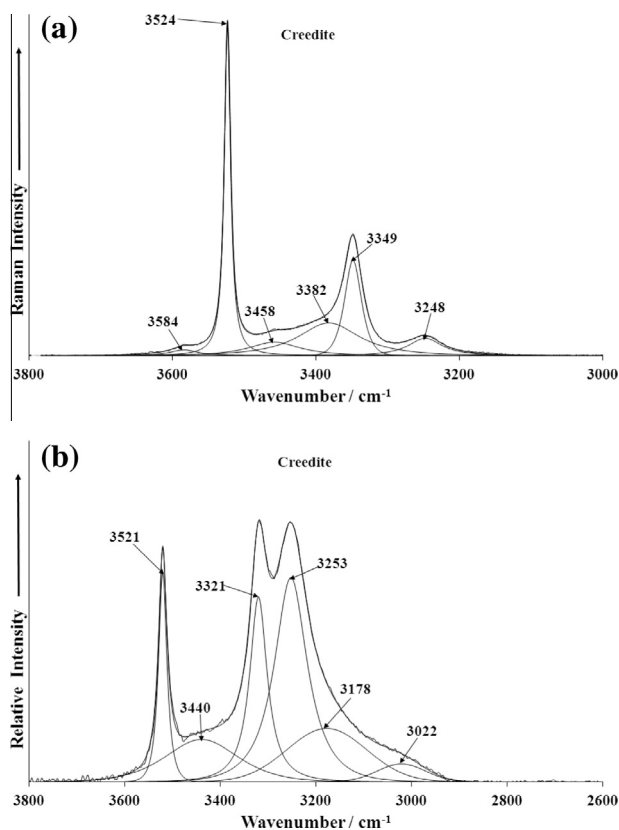 (a)
3524
Creedite
3349
3382
3458
3248
3584
Raman Intensity
3800 3600 3400 3200 3000
Wavenumber / cm-1
(b)
Creedite
3521
3253
3321
3178
3440
3022
Relative Intensity
3800 3600 3400 3200 3000 2800 2600
Wavenumber / cm-1